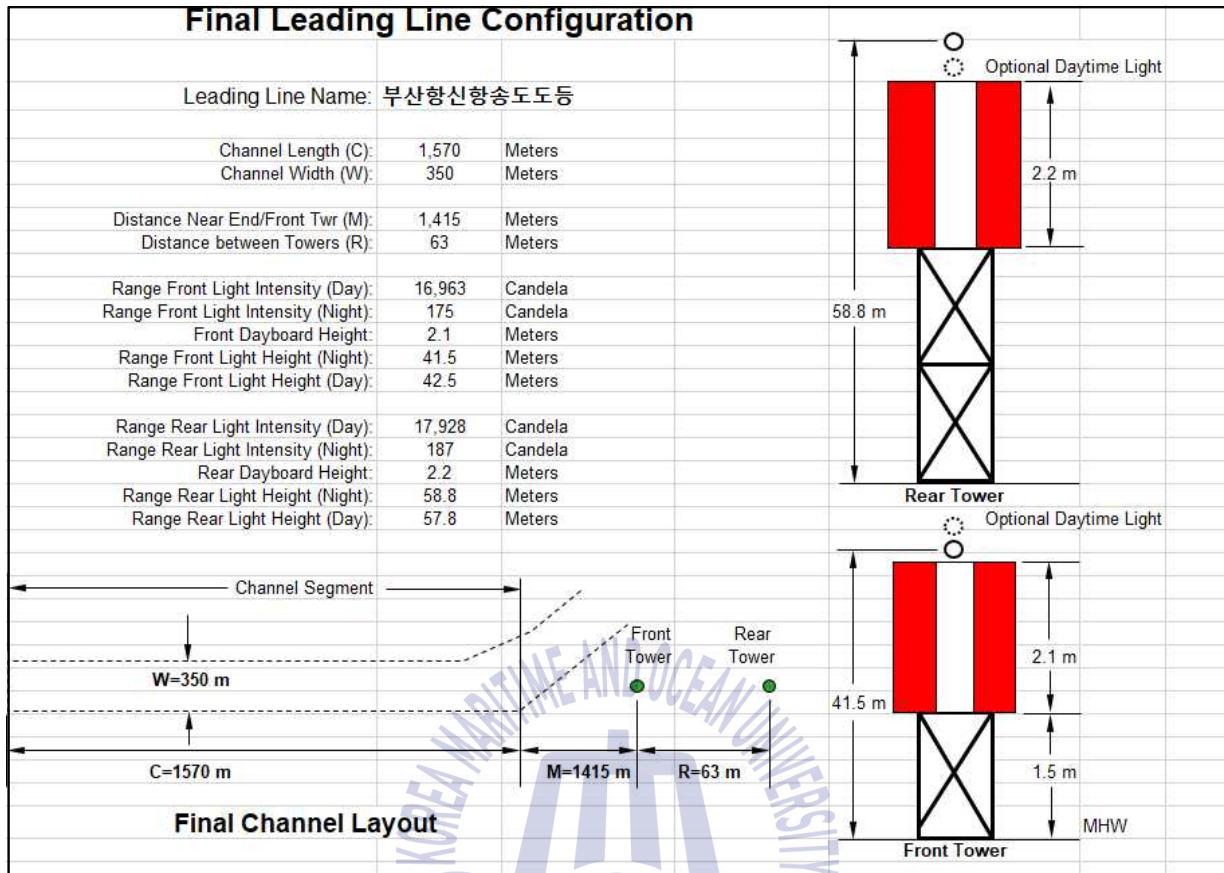 Final Leading Line Configuration
Leading Line Name: 부산항신항송도도등
Channel Length (C): 1,570 Meters
Channel Width (W): 350 Meters
Distance Near End/Front Twr (M): 1,415 Meters
Distance between Towers (R): 63 Meters
Range Front Light Intensity (Day): 16,963 Candela
Range Front Light Intensity (Night): 175 Candela
Front Dayboard Height: 2.1 Meters
Range Front Light Height (Night): 41.5 Meters
Range Front Light Height (Day): 42.5 Meters
Range Rear Light Intensity (Day): 17,928 Candela
Range Rear Light Intensity (Night): 187 Candela
Rear Dayboard Height: 2.2 Meters
Range Rear Light Height (Night): 58.8 Meters
Range Rear Light Height (Day): 57.8 Meters
Optional Daytime Light
2.2 m
58.8 m
Rear Tower
Optional Daytime Light
2.1 m
41.5 m
1.5 m
MHW
Front Tower
Channel Segment
Front
Tower
Rear
Tower
W=350 m
C=1570 m
M=1415 m
R=63 m
Final Channel Layout
KOREA MARITIME AND OCEAN UNIVERSITY